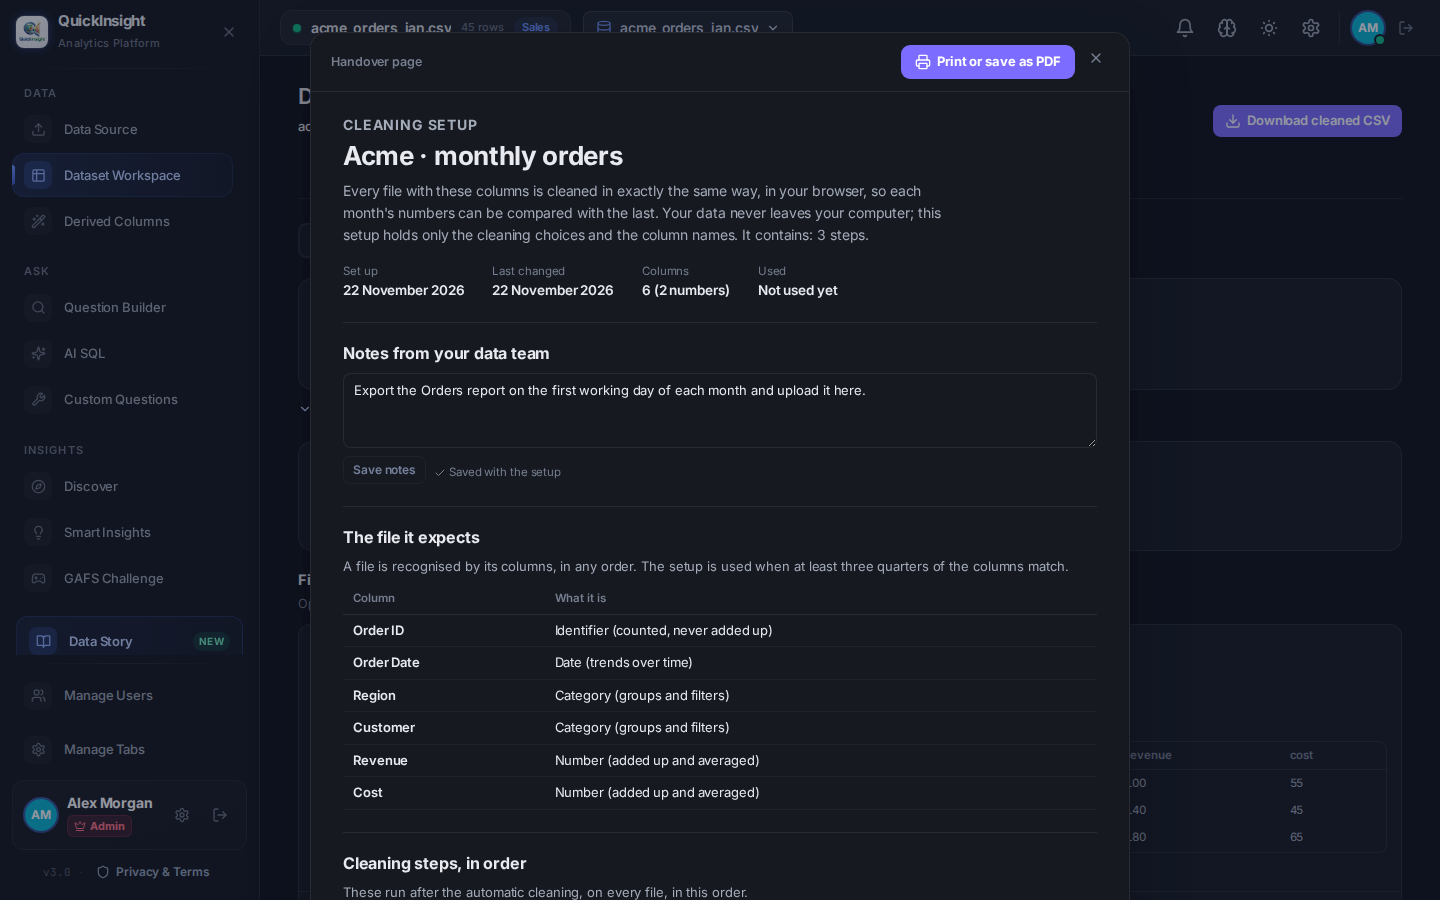 QuickInsight
Analytics Platform
DATA
Data Source
Dataset Workspace
Derived Columns
ASK
Question Builder
AI SQL
Custom Questions
INSIGHTS
Discover
Smart Insights
GAFS Challenge
Data Story NEW
Manage Users
Manage Tabs
AM Alex Morgan
Admin
v3.0 · Privacy & Terms
acme_orders_jan.csv 45 rows Sales
acme_orders_jan.csv
AM
Download cleaned CSV
Handover page
Print or save as PDF
CLEANING SETUP
Acme · monthly orders
Every file with these columns is cleaned in exactly the same way, in your browser, so each
month's numbers can be compared with the last. Your data never leaves your computer; this
setup holds only the cleaning choices and the column names. It contains: 3 steps.
Set up Last changed Columns Used
22 November 2026 22 November 2026 6 (2 numbers) Not used yet
Notes from your data team
Export the Orders report on the first working day of each month and upload it here.
Save notes Saved with the setup
The file it expects
A file is recognised by its columns, in any order. The setup is used when at least three quarters of the columns match.
Column What it is
Order ID Identifier (counted, never added up)
Order Date Date (trends over time)
Region Category (groups and filters)
Customer Category (groups and filters)
Revenue Number (added up and averaged)
Cost Number (added up and averaged)
Cleaning steps, in order
These run after the automatic cleaning, on every file, in this order.
cost
55
45
65